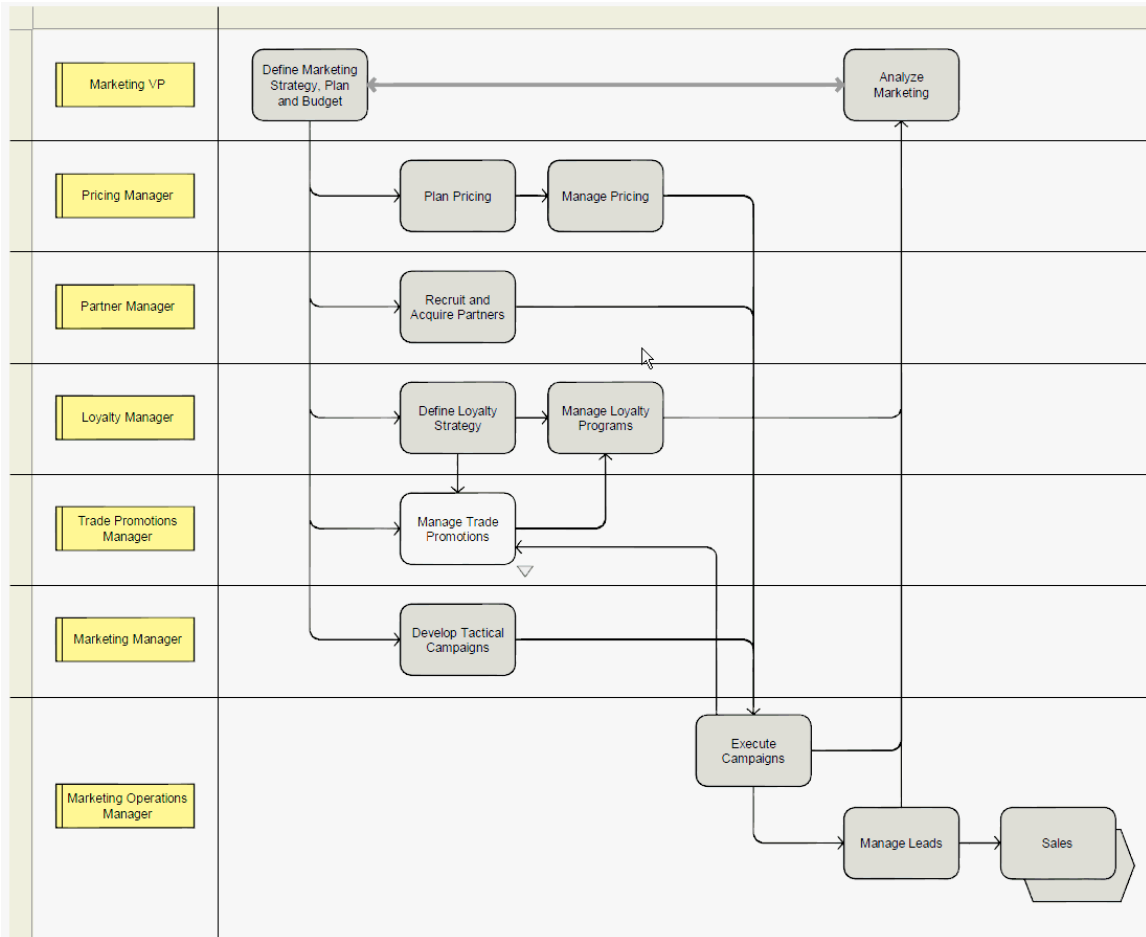 Marketing VP
Define Marketing
Strategy, Plan
and Budget
Analyze
Marketing
Pricing Manager
Plan Pricing
Manage Pricing
Partner Manager
Recruit and
Acquire Partners
Loyalty Manager
Define Loyalty
Strategy
Manage Loyalty
Programs
Trade Promotions
Manager
Manage Trade
Promotions
Marketing Manager
Develop Tactical
Campaigns
Marketing Operations
Manager
Execute
Campaigns
Manage Leads
Sales